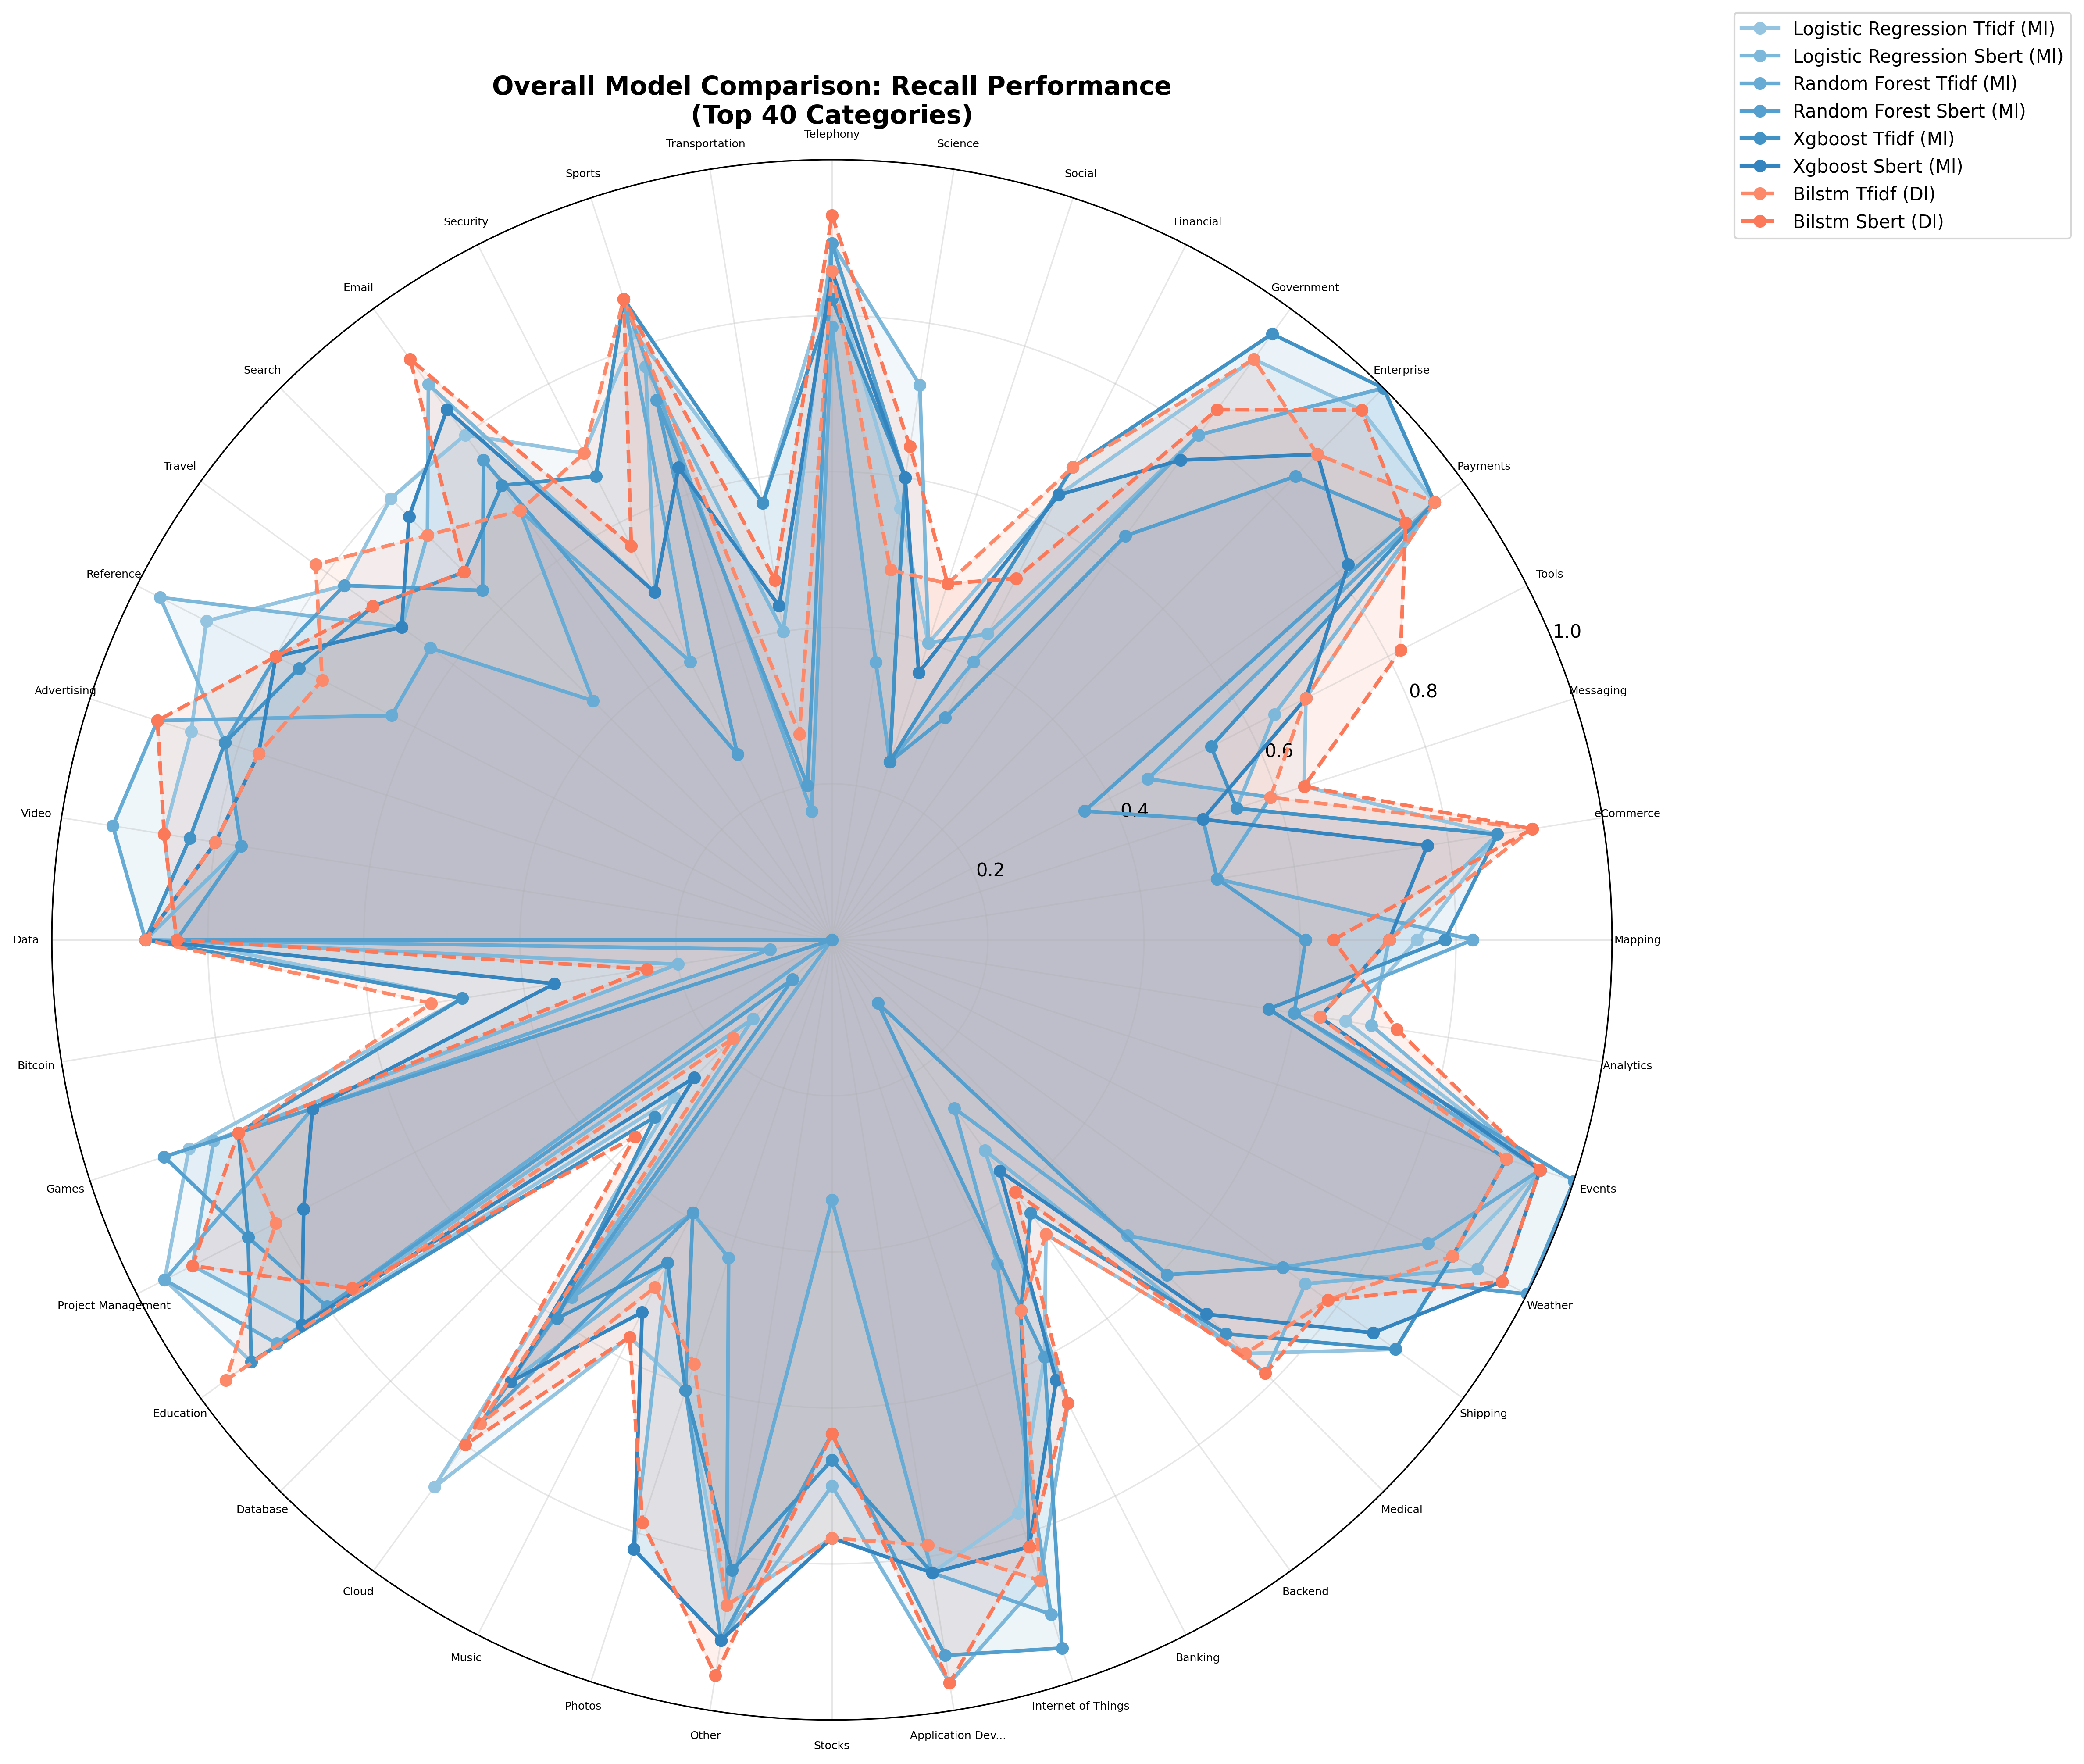 Overall Model Comparison: Recall Performance
(Top 40 Categories)
Logistic Regression Tfidf (Ml)
Logistic Regression Sbert (Ml)
Random Forest Tfidf (Ml)
Random Forest Sbert (Ml)
Xgboost Tfidf (Ml)
Xgboost Sbert (Ml)
Bilstm Tfidf (Dl)
Bilstm Sbert (Dl)
Telephony
Science
Social
Financial
Government
Enterprise
Payments
Tools
Messaging
eCommerce
Mapping
Analytics
Events
Weather
Shipping
Medical
Backend
Banking
Internet of Things
Application Dev...
Stocks
Other
Photos
Music
Cloud
Database
Education
Project Management
Games
Bitcoin
Data
Video
Advertising
Reference
Travel
Search
Email
Security
Sports
Transportation
1.0
0.8
0.6
0.4
0.2